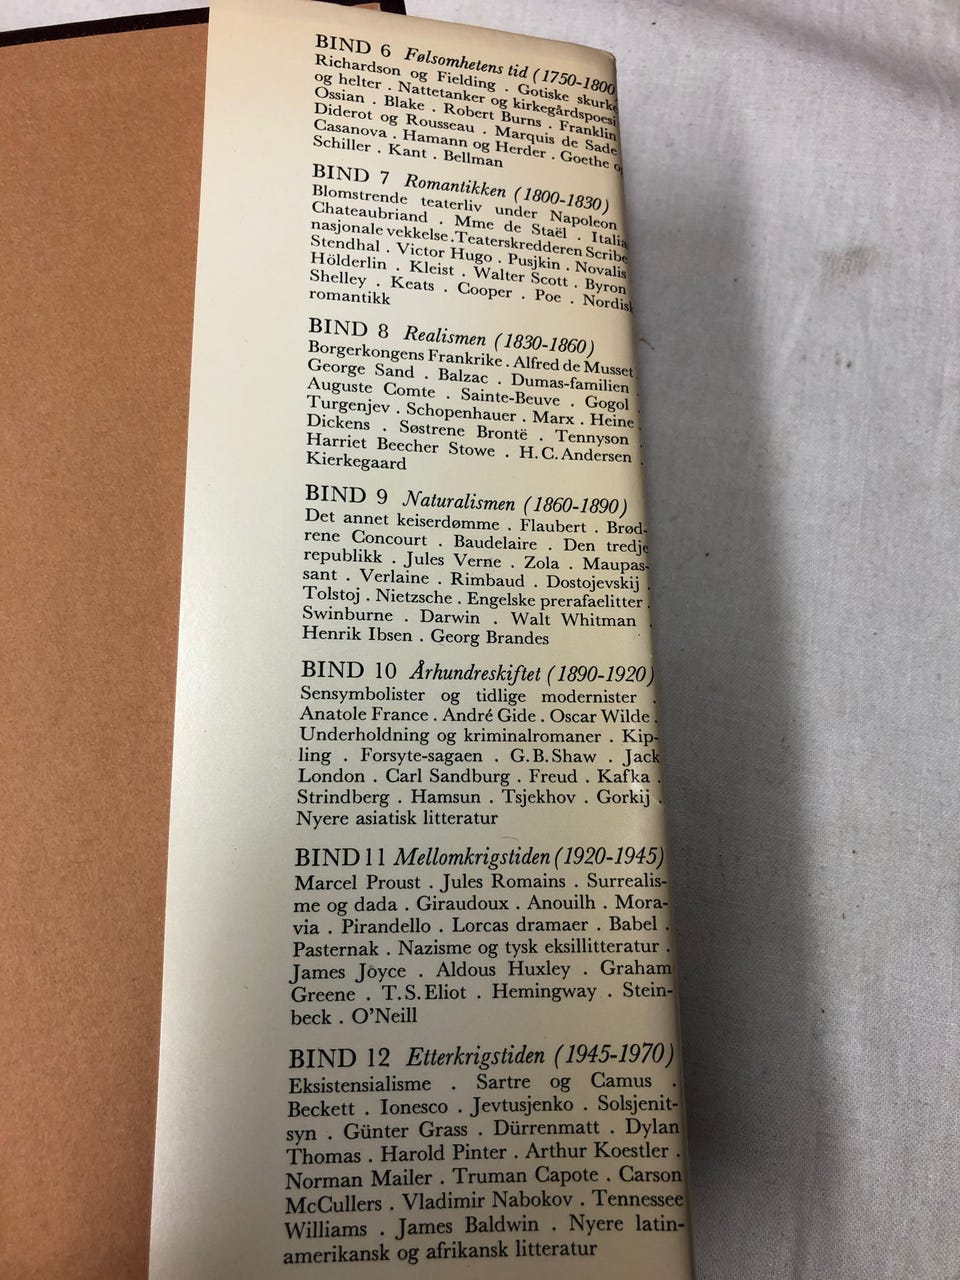 BIND 6 Følsomhetens tid (1750-1800
Richardson og Fielding . Gotiske skurke
og helter . Nattetanker og kirkegårdspoesi
Ossian . Blake . Robert Burns . Franklin
Diderot og Rousseau . Marquis de Sade
Casanova . Hamann og Herder . Goethe
Schiller . Kant . Bellman
BIND 7 Romantikken (1800-1830)
Blomstrende teaterliv under Napoleon
Chateaubriand . Mme de Staël . Italia
nasjonale vekkelse . Teaterskredderen Scribe
Stendhal . Victor Hugo . Pusjkin . Novalis
Hölderlin . Kleist . Walter Scott . Byron
Shelley . Keats . Cooper . Poe . Nordisk
romantikk
BIND 8 Realismen (1830-1860)
Borgerkongens Frankrike . Alfred de Musset .
George Sand . Balzac . Dumas-familien .
Auguste Comte . Sainte-Beuve . Gogol .
Turgenjev . Schopenhauer . Marx . Heine .
Dickens . Søstrene Brontë . Tennyson .
Harriet Beecher Stowe . H.C.Andersen .
Kierkegaard
BIND 9 Naturalismen (1860-1890)
Det annet keiserdømme . Flaubert . Brød-
rene Concourt . Baudelaire . Den tredje
republikk . Jules Verne . Zola . Maupas-
sant . Verlaine . Rimbaud . Dostojevskij .
Tolstoj . Nietzsche . Engelske prerafaelitter .
Swinburne . Darwin . Walt Whitman .
Henrik Ibsen . Georg Brandes
BIND 10 Århundreskiftet (1890-1920)
Sensymbolister og tidlige modernister .
Anatole France . André Gide . Oscar Wilde .
Underholdning og kriminalromaner . Kip-
ling . Forsyte-sagaen . G.B.Shaw . Jack
London . Carl Sandburg . Freud . Kafka .
Strindberg . Hamsun . Tsjekhov . Gorkij .
Nyere asiatisk litteratur
BIND 11 Mellomkrigstiden (1920-1945)
Marcel Proust . Jules Romains . Surrealis-
me og dada . Giraudoux . Anouilh . Mora-
via . Pirandello . Lorcas dramaer . Babel .
Pasternak . Nazisme og tysk eksillitteratur .
James Joyce . Aldous Huxley . Graham
Greene . T.S.Eliot . Hemingway . Stein-
beck . O'Neill
BIND 12 Etterkrigstiden (1945-1970)
Eksistensialisme . Sartre og Camus .
Beckett . Ionesco . Jevtusjenko . Solsjenit-
syn . Günter Grass . Dürrenmatt . Dylan
Thomas . Harold Pinter . Arthur Koestler .
Norman Mailer . Truman Capote . Carson
McCullers . Vladimir Nabokov . Tennessee
Williams . James Baldwin . Nyere latin-
amerikansk og afrikansk litteratur